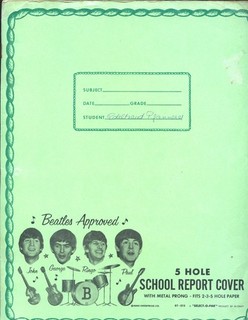 SUBJECT
DATE GRADE
STUDENT
Beatles Approved
John George Ringo Paul
B
5 HOLE
SCHOOL REPORT COVER
WITH METAL PRONG - FITS 2-3-5 HOLE PAPER